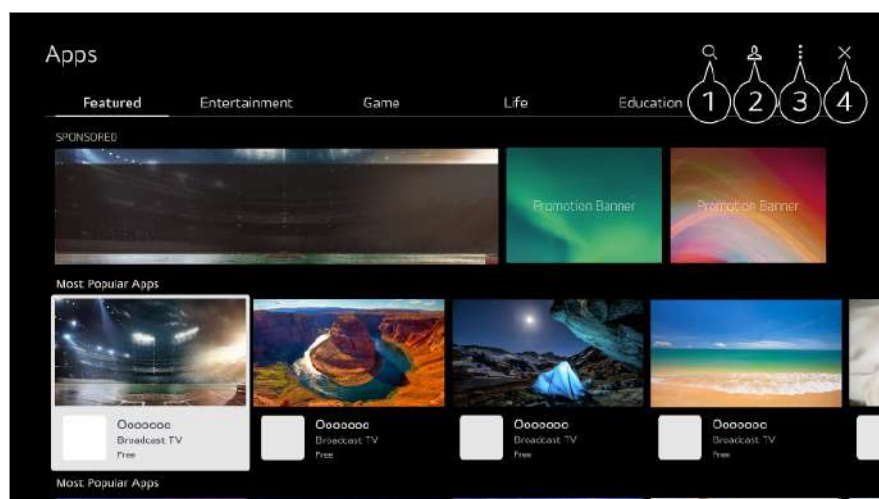 Apps
Featured Entertainment Game Life Education
1 2 3 4
SPONSORED
Promotion Banner Promotion Banner
Most Popular Apps
Ooooooo Ooooooo Ooooooo Ooooooo
Broadcast TV Broadcast TV Broadcast TV Broadcast TV
Free Free Free Free
Most Popular Apps